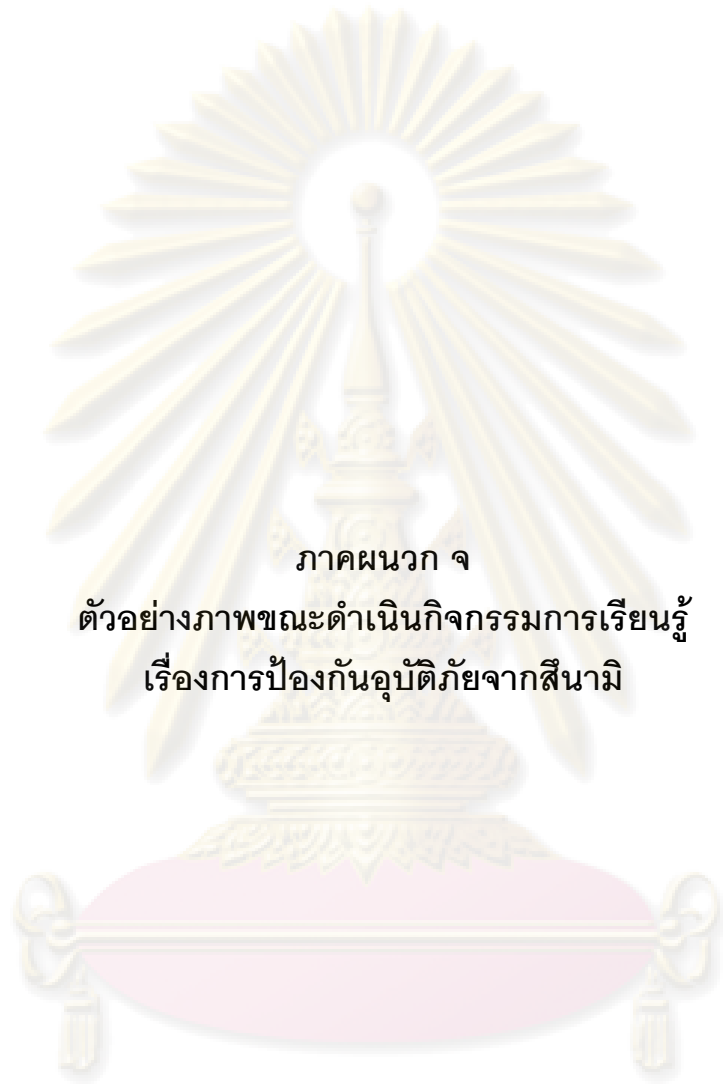 ภาคผนวก จ
ตัวอย่างภาพขณะดำเนินกิจกรรมการเรียนรู้
เรื่องการป้องกันอุบัติภัยจากสึนามิ